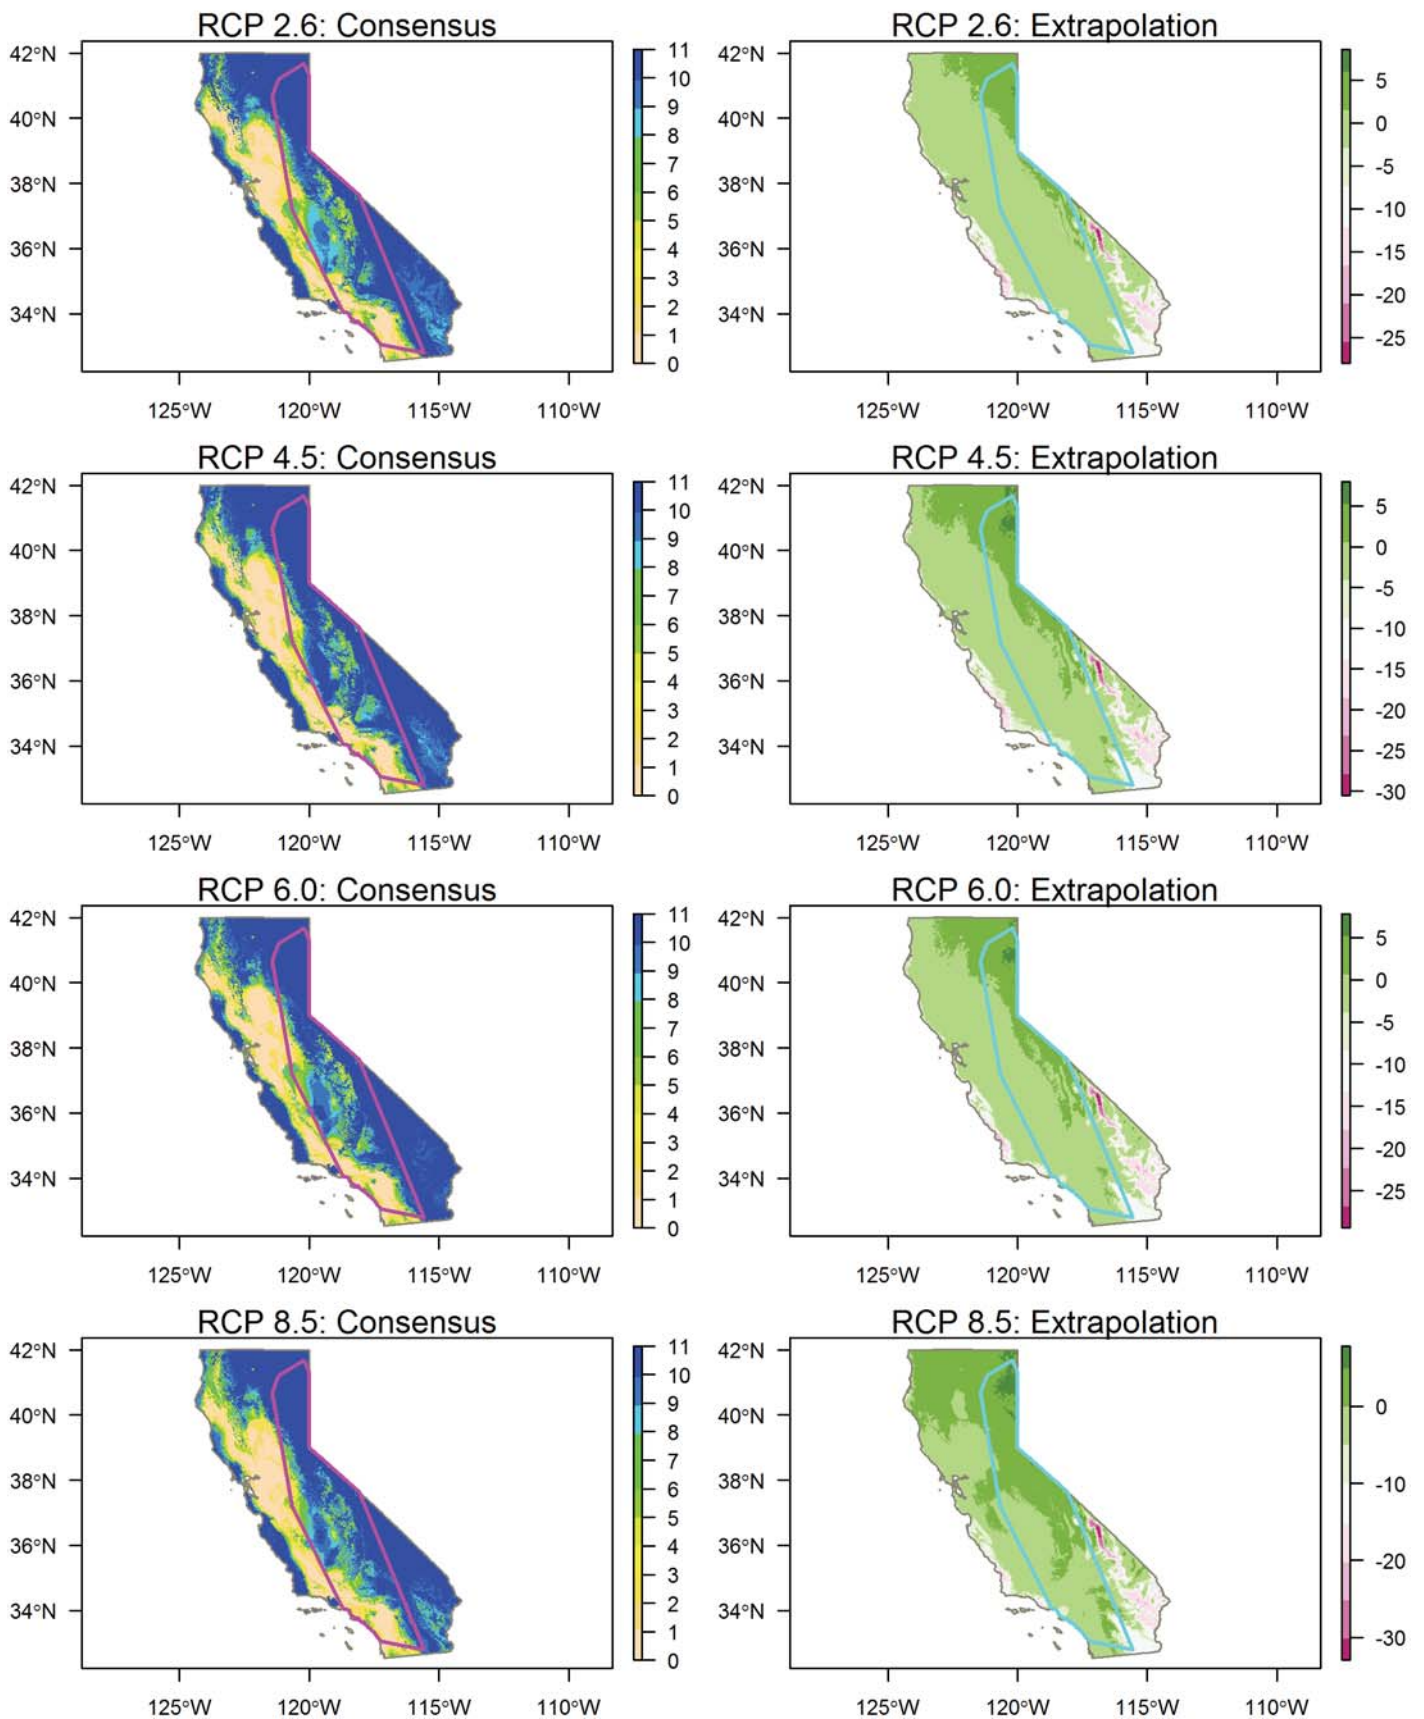 RCP 2.6: Consensus
RCP 2.6: Extrapolation
42°N
40°N
38°N
36°N
34°N
11
10
9
8
7
6
5
4
3
2
1
0
125°W 120°W 115°W 110°W
42°N
40°N
38°N
36°N
34°N
5
0
-5
-10
-15
-20
-25
125°W 120°W 115°W 110°W
RCP 4.5: Consensus
RCP 4.5: Extrapolation
42°N
40°N
38°N
36°N
34°N
11
10
9
8
7
6
5
4
3
2
1
0
125°W 120°W 115°W 110°W
42°N
40°N
38°N
36°N
34°N
5
0
-5
-10
-15
-20
-25
-30
125°W 120°W 115°W 110°W
RCP 6.0: Consensus
RCP 6.0: Extrapolation
42°N
40°N
38°N
36°N
34°N
11
10
9
8
7
6
5
4
3
2
1
0
125°W 120°W 115°W 110°W
42°N
40°N
38°N
36°N
34°N
5
0
-5
-10
-15
-20
-25
125°W 120°W 115°W 110°W
RCP 8.5: Consensus
RCP 8.5: Extrapolation
42°N
40°N
38°N
36°N
34°N
11
10
9
8
7
6
5
4
3
2
1
0
125°W 120°W 115°W 110°W
42°N
40°N
38°N
36°N
34°N
0
-10
-20
-30
125°W 120°W 115°W 110°W